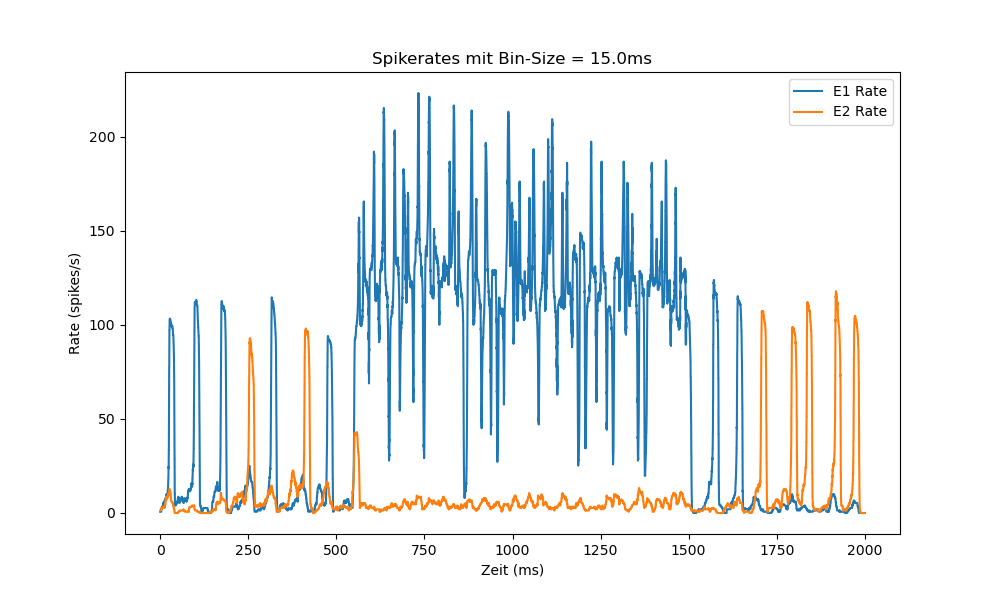 Spikerates mit Bin-Size = 15.0ms
E1 Rate
E2 Rate
Rate (spikes/s)
200
150
100
50
0
0 250 500 750 1000 1250 1500 1750 2000
Zeit (ms)